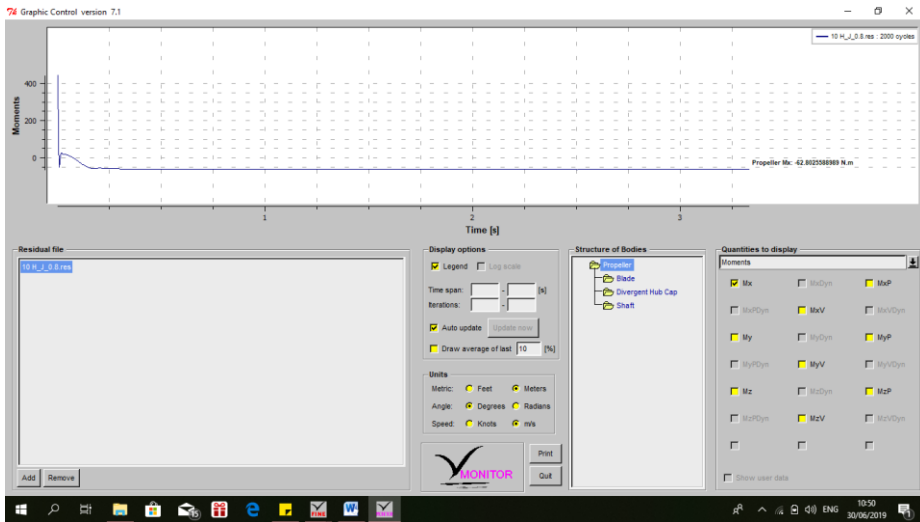 Graphic Control version 7.1
10 H_J_0.8.res : 2000 cycles
Moments
400
200
0
Propeller Mx: -62.8025588989 N.m
1
2
3
Time [s]
Residual file
10 H_J_0.8.res
Add
Remove
Display options
Legend
Log scale
Time span:
-
[s]
Iterations:
-
Auto update
Update now
Draw average of last
10
[%]
Units
Metric:
Feet
Meters
Angle:
Degrees
Radians
Speed:
Knots
m/s
MONITOR
Print
Quit
Structure of Bodies
Propeller
Blade
Divergent Hub Cap
Shaft
Quantities to display
Moments
Mx
MxDyn
MxP
MxPDyn
MxV
MxVDyn
My
MyDyn
MyP
MyPDyn
MyV
MyVDyn
Mz
MzDyn
MzP
MzPDyn
MzV
MzVDyn
Show user data
15
W
ENG
10:50
30/06/2019